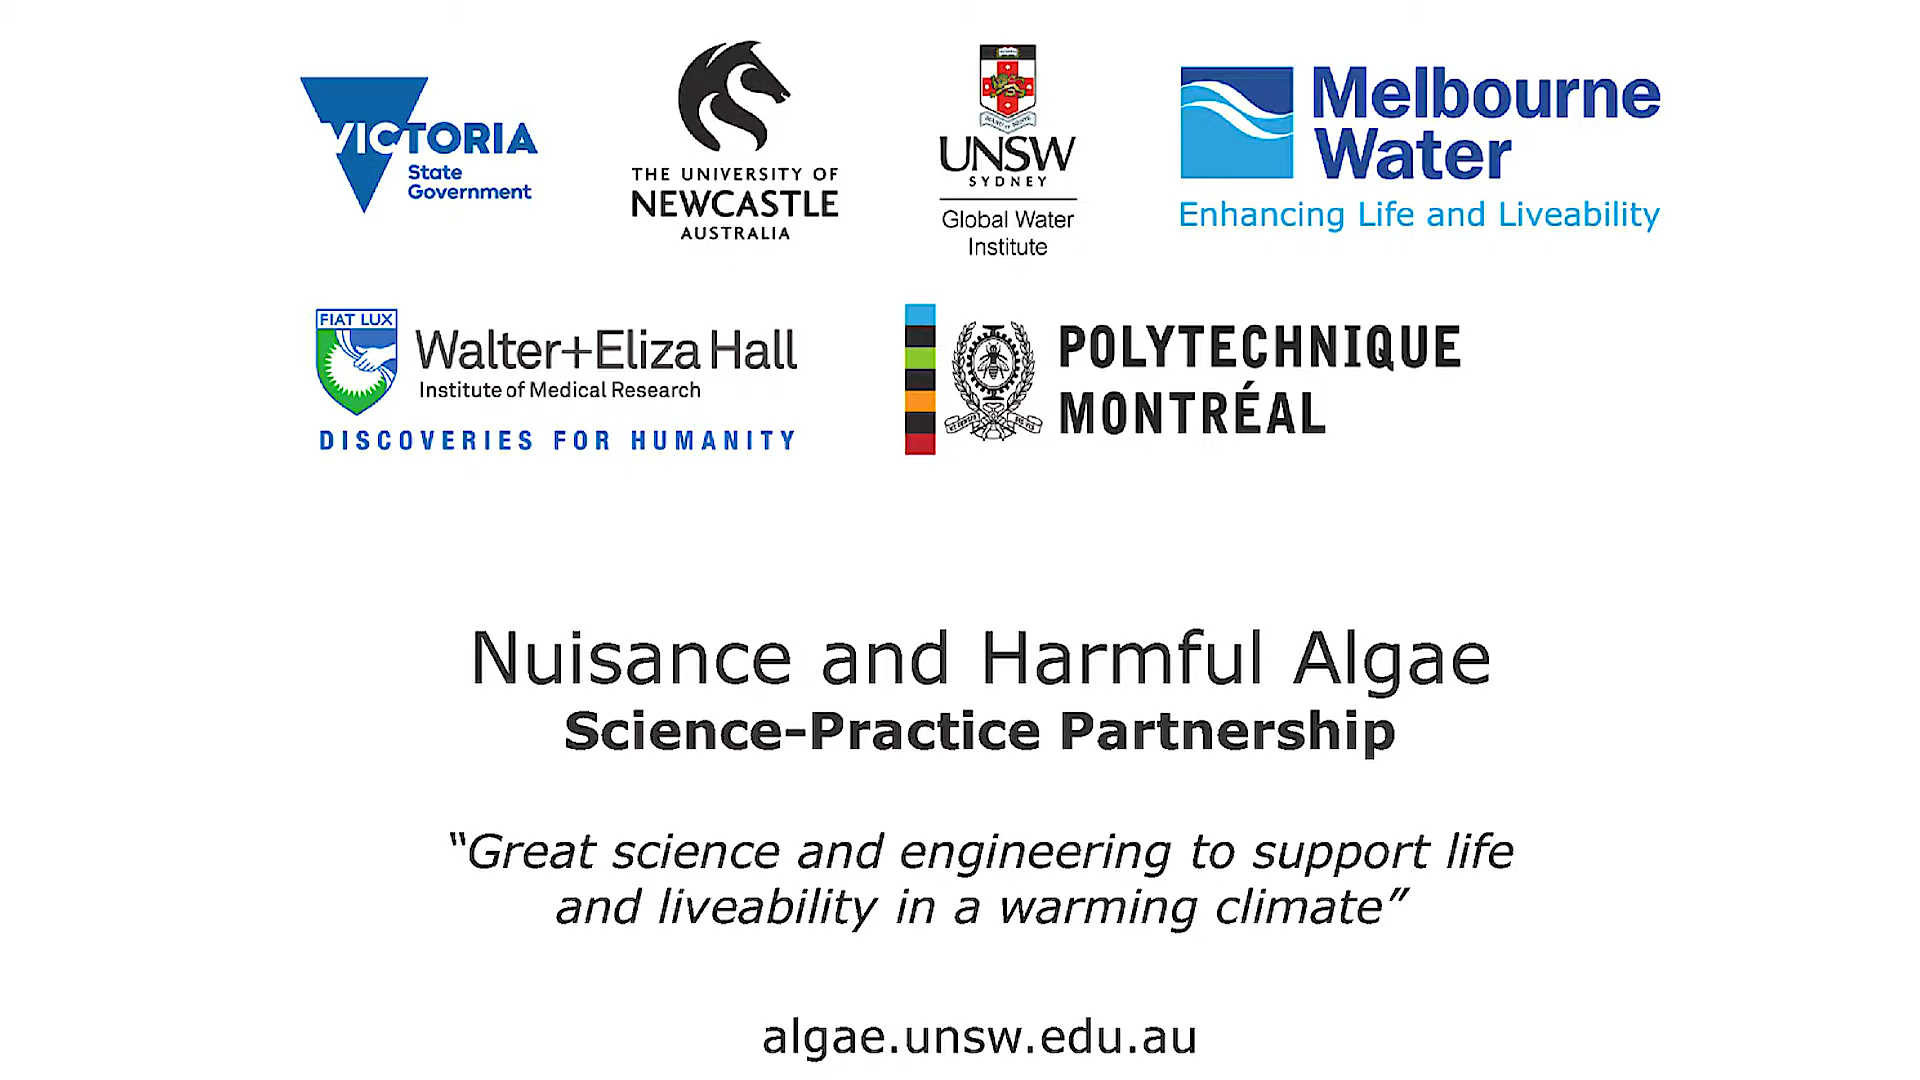 VICTORIA
State
Government
THE UNIVERSITY OF
NEWCASTLE
AUSTRALIA
UNSW
SYDNEY
Global Water
Institute
Melbourne
Water
Enhancing Life and Liveability
FIAT LUX
Walter+Eliza Hall
Institute of Medical Research
DISCOVERIES FOR HUMANITY
POLYTECHNIQUE
MONTRÉAL
Nuisance and Harmful Algae
Science-Practice Partnership
“Great science and engineering to support life
and liveability in a warming climate”
algae.unsw.edu.au